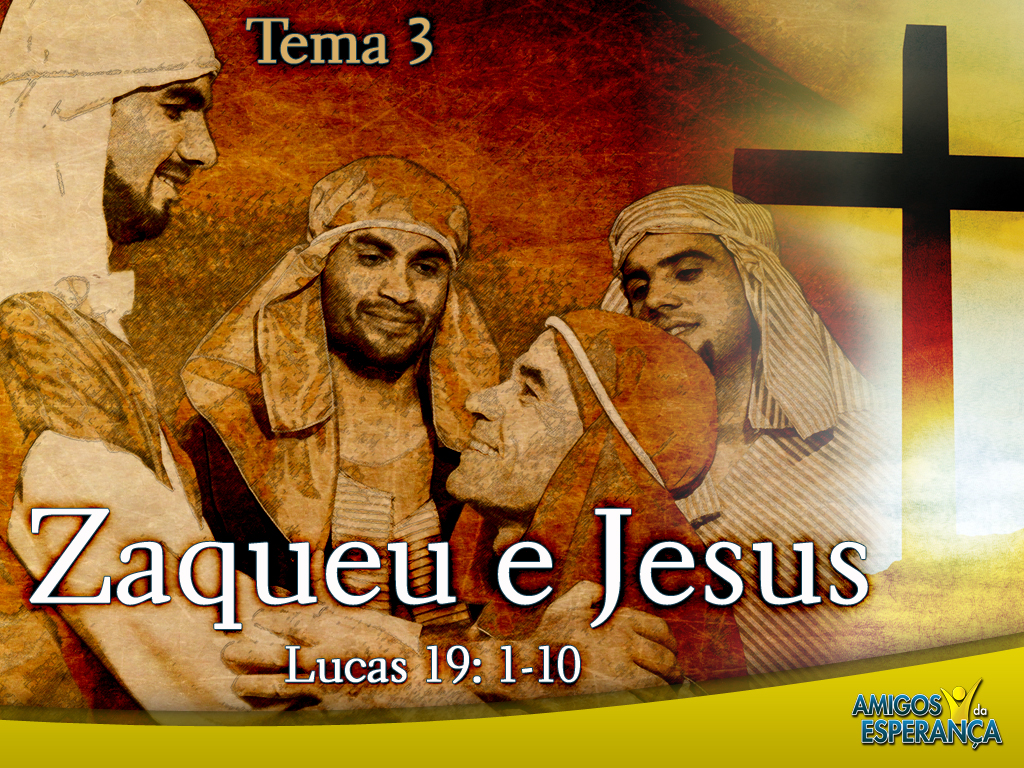 Tema 3
Zaqueu e Jesus
Lucas 19: 1-10
AMIGOS da
ESPERANÇA